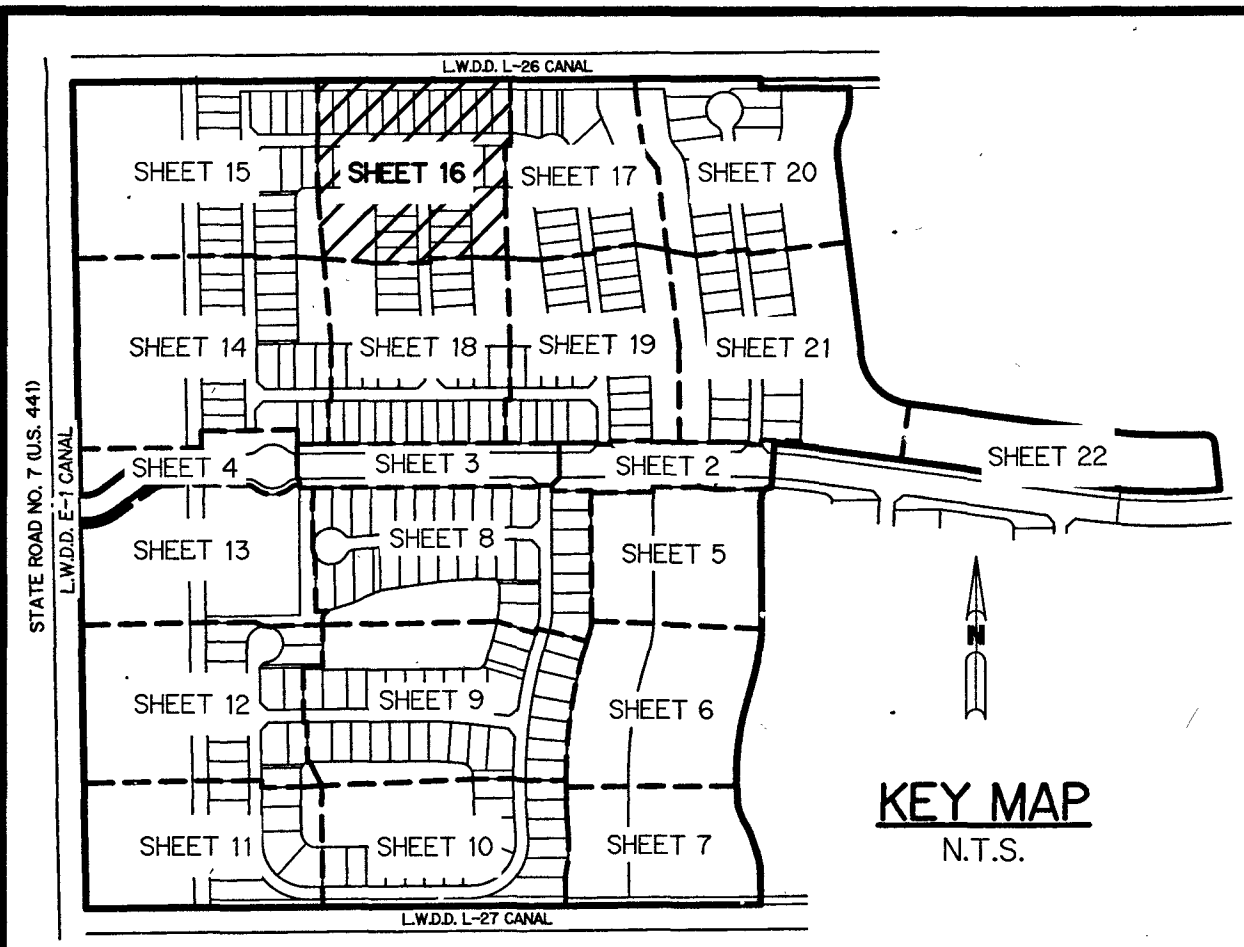 L.W.D.D. L-26 CANAL
SHEET 15
SHEET 16
SHEET 17
SHEET 20
SHEET 14
SHEET 18
SHEET 19
SHEET 21
STATE ROAD NO. 7 (U.S. 441)
L.W.D.D. E-1 CANAL
SHEET 4
SHEET 3
SHEET 2
SHEET 22
SHEET 13
SHEET 8
SHEET 5
N
SHEET 12
SHEET 9
SHEET 6
KEY MAP
N.T.S.
SHEET 11
SHEET 10
SHEET 7
L.W.D.D. L-27 CANAL